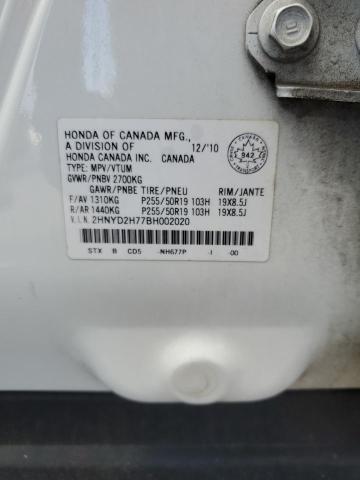 HONDA OF CANADA MFG.,
A DIVISION OF 12/'10
HONDA CANADA INC. CANADA
TYPE: MPV/VTUM
GVWR/PNBV 2700KG
GAWR/PNBE TIRE/PNEU RIM/JANTE
F/AV 1310KG P255/50R19 103H 19X8.5J
R/AR 1440KG P255/50R19 103H 19X8.5J
V.I.N. 2HNYD2H77BH002020
STX B CD5 -NH677P -I -00
942